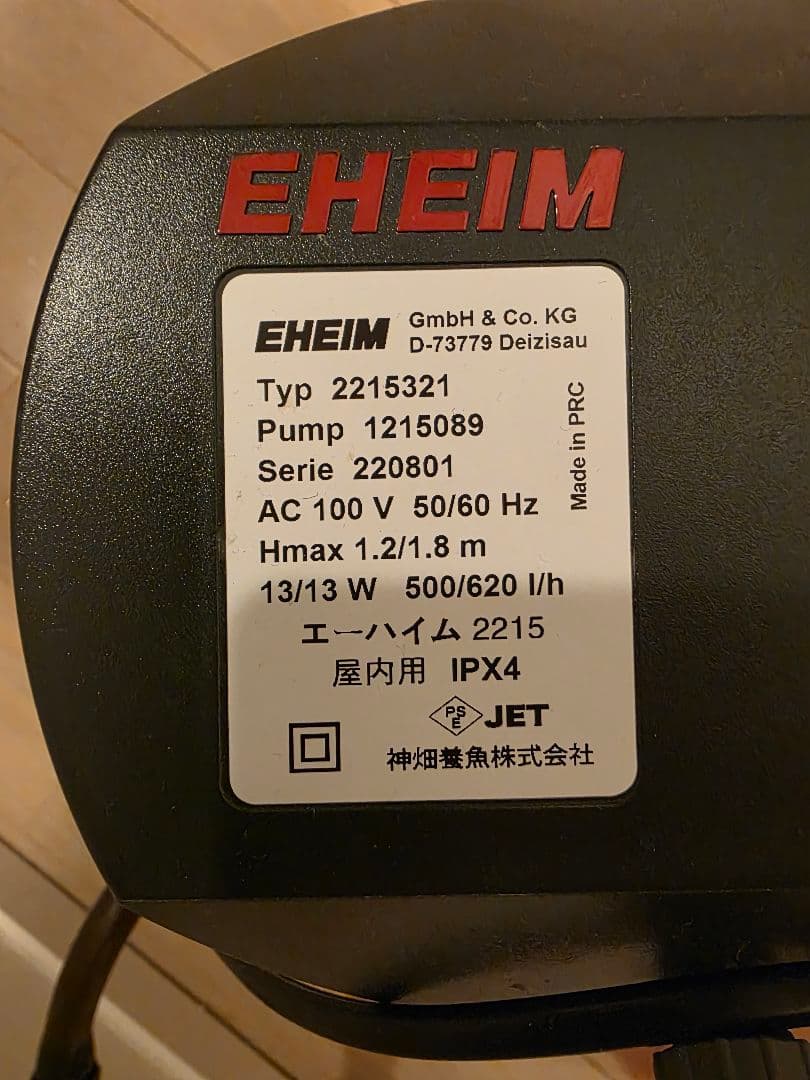 EHEIM
EHEIM GmbH & Co. KG
D-73779 Deizisau
Typ 2215321
Pump 1215089
Serie 220801
AC 100 V 50/60 Hz
Hmax 1.2/1.8 m
13/13 W 500/620 l/h
Made in PRC
エーハイム 2215
屋内用 IPX4
PSE JET
神畑養魚株式会社